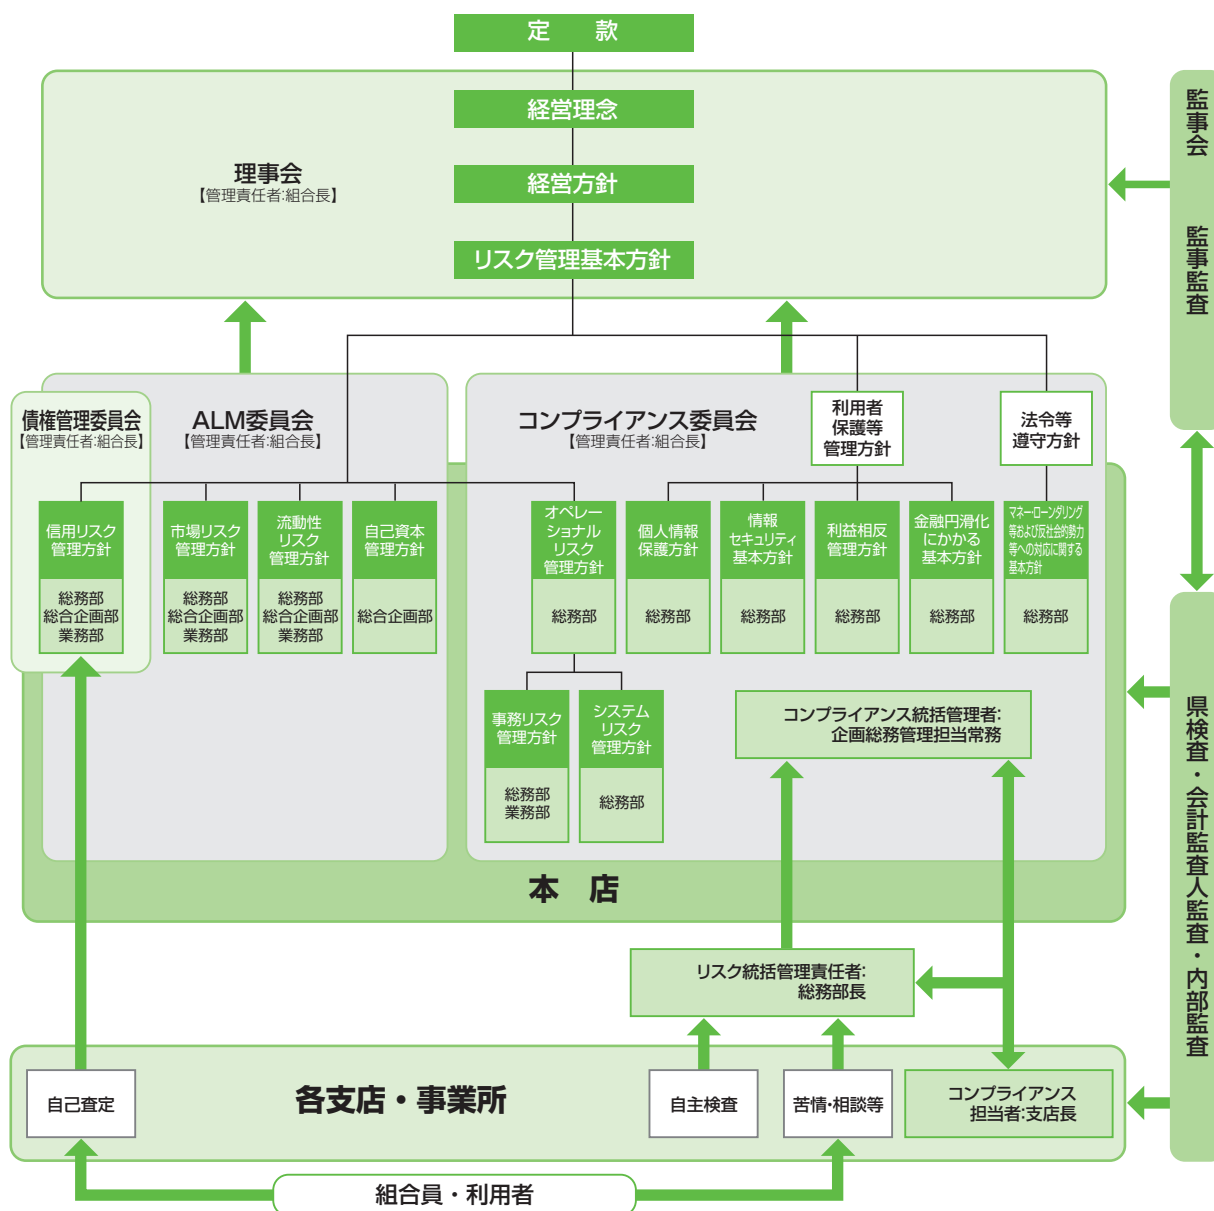 定　款
経営理念
理事会
【管理責任者:組合長】
経営方針
リスク管理基本方針
監事会　監事監査
債権管理委員会
【管理責任者:組合長】
ALM委員会
【管理責任者:組合長】
コンプライアンス委員会
【管理責任者:組合長】
利用者
保護等
管理方針
法令等
遵守方針
信用リスク
管理方針
総務部
総合企画部
業務部
市場リスク
管理方針
総務部
総合企画部
業務部
流動性
リスク
管理方針
総務部
総合企画部
業務部
自己資本
管理方針
総合企画部
オペレー
ショナル
リスク
管理方針
総務部
個人情報
保護方針
総務部
情報
セキュリティ
基本方針
総務部
利益相反
管理方針
総務部
金融円滑化
にかかる
基本方針
総務部
マネー・ローンダリング
等および反社会的勢力
等への対応に関する
基本方針
総務部
事務リスク
管理方針
総務部
業務部
システム
リスク
管理方針
総務部
コンプライアンス統括管理者:
企画総務管理担当常務
県検査・会計監査人監査・内部監査
本　店
リスク統括管理責任者:
総務部長
自己査定
各支店・事業所
自主検査
苦情・相談等
コンプライアンス
担当者:支店長
組合員・利用者